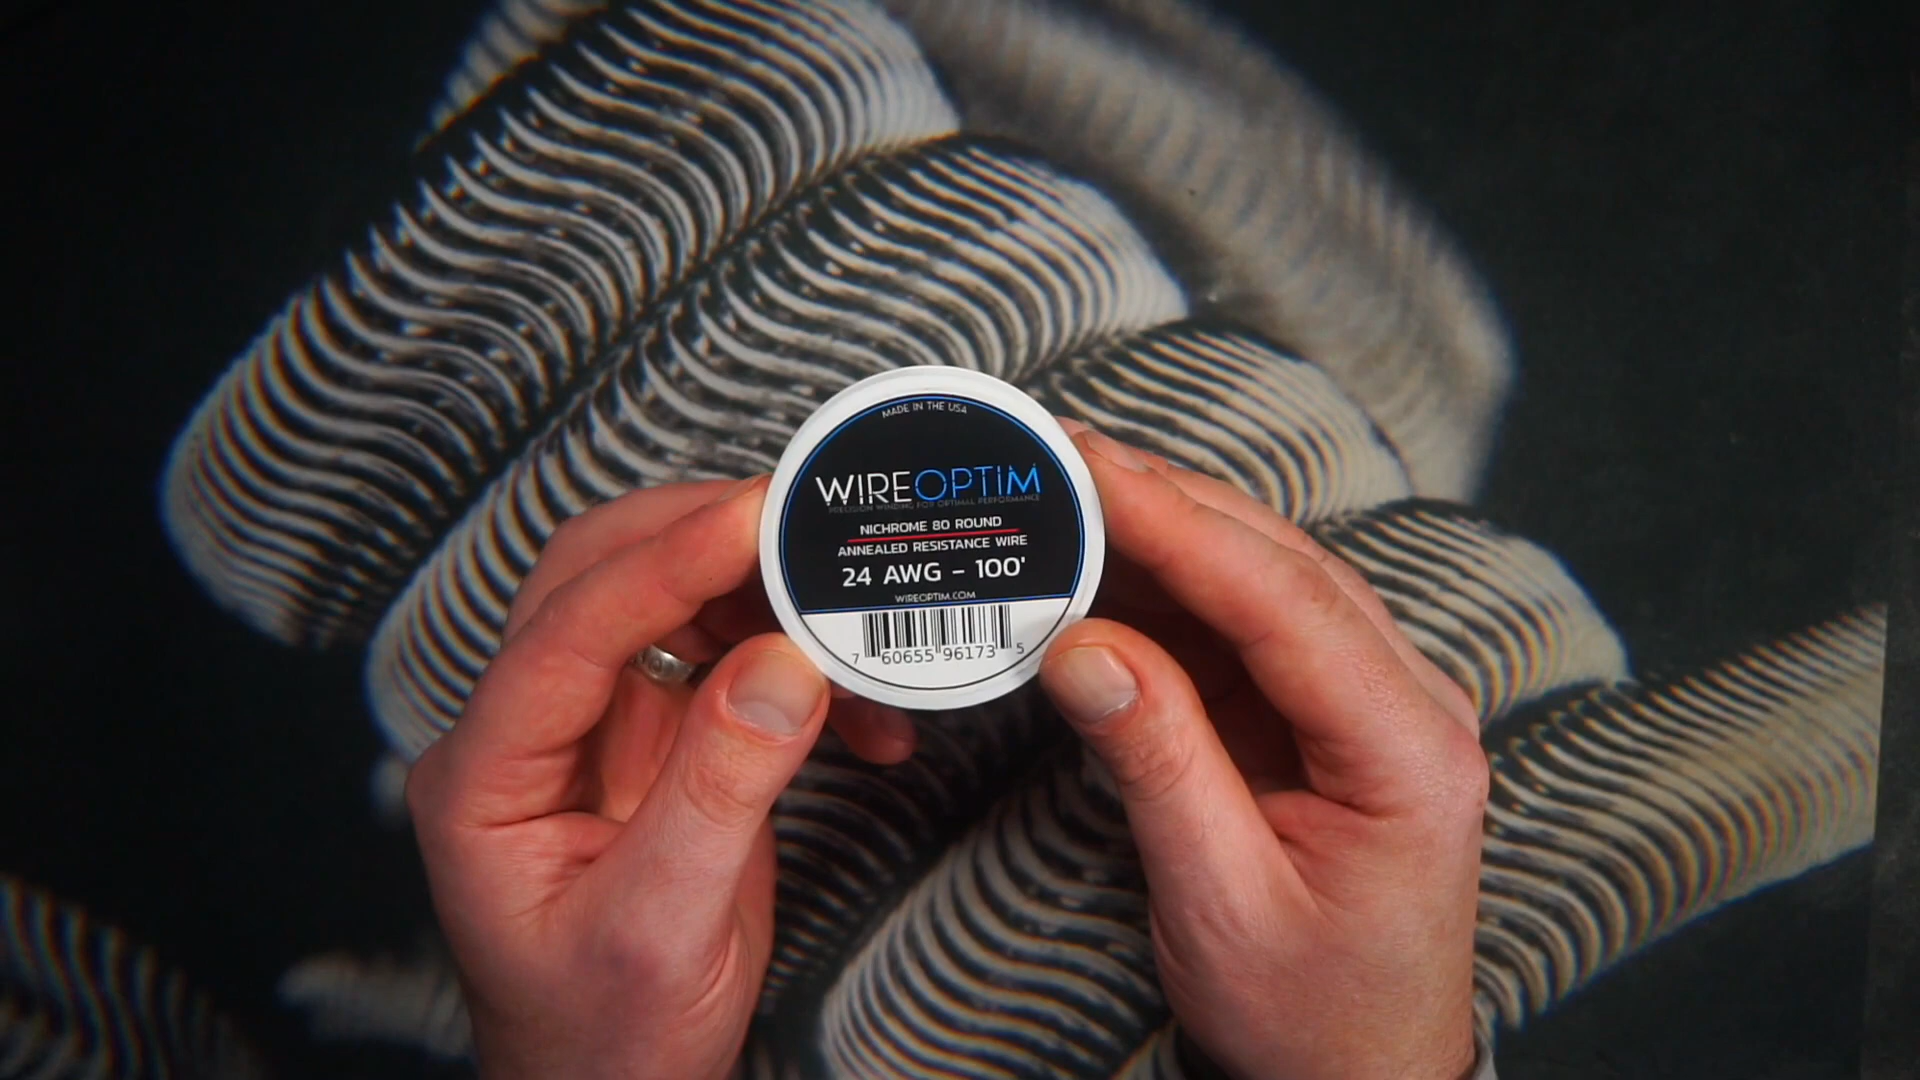 MADE IN THE USA
WIREOPTIM
PRECISION WINDING FOR OPTIMAL PERFORMANCE
NICHROME 80 ROUND
ANNEALED RESISTANCE WIRE
24 AWG – 100'
WIREOPTIM.COM
7 60655 96173 5